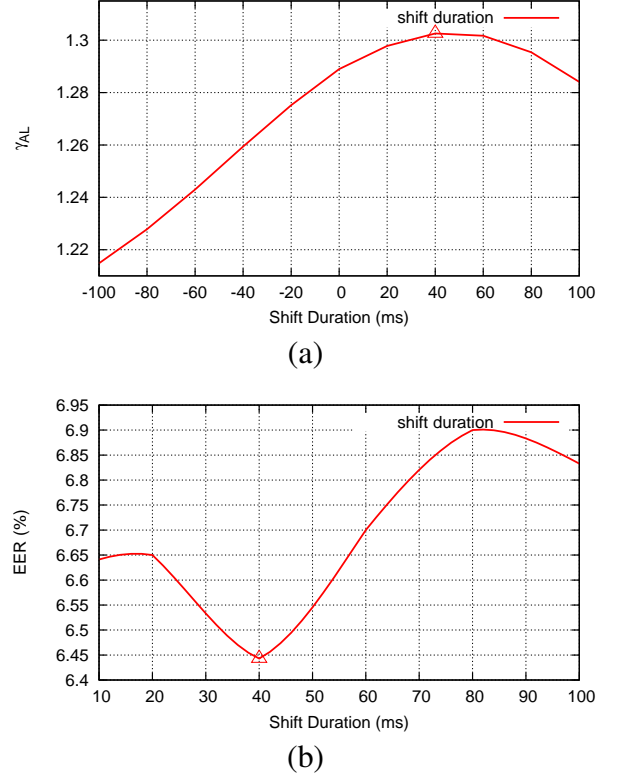 shift duration
1.3
1.28
1.26
1.24
1.22
γAL
-100 -80 -60 -40 -20 0 20 40 60 80 100
Shift Duration (ms)
(a)
6.95
shift duration
6.9
6.85
6.8
6.75
6.7
6.65
6.6
6.55
6.5
6.45
6.4
EER (%)
10 20 30 40 50 60 70 80 90 100
Shift Duration (ms)
(b)